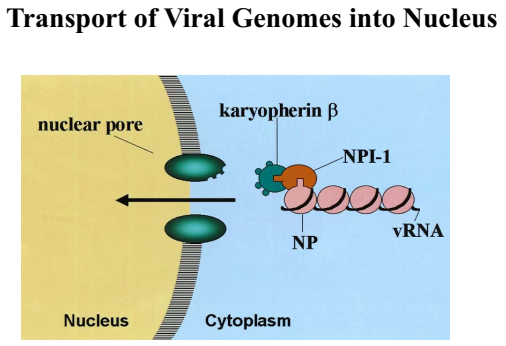 Transport of Viral Genomes into Nucleus
karyopherin β
nuclear pore
NPI-1
vRNA
NP
Nucleus
Cytoplasm